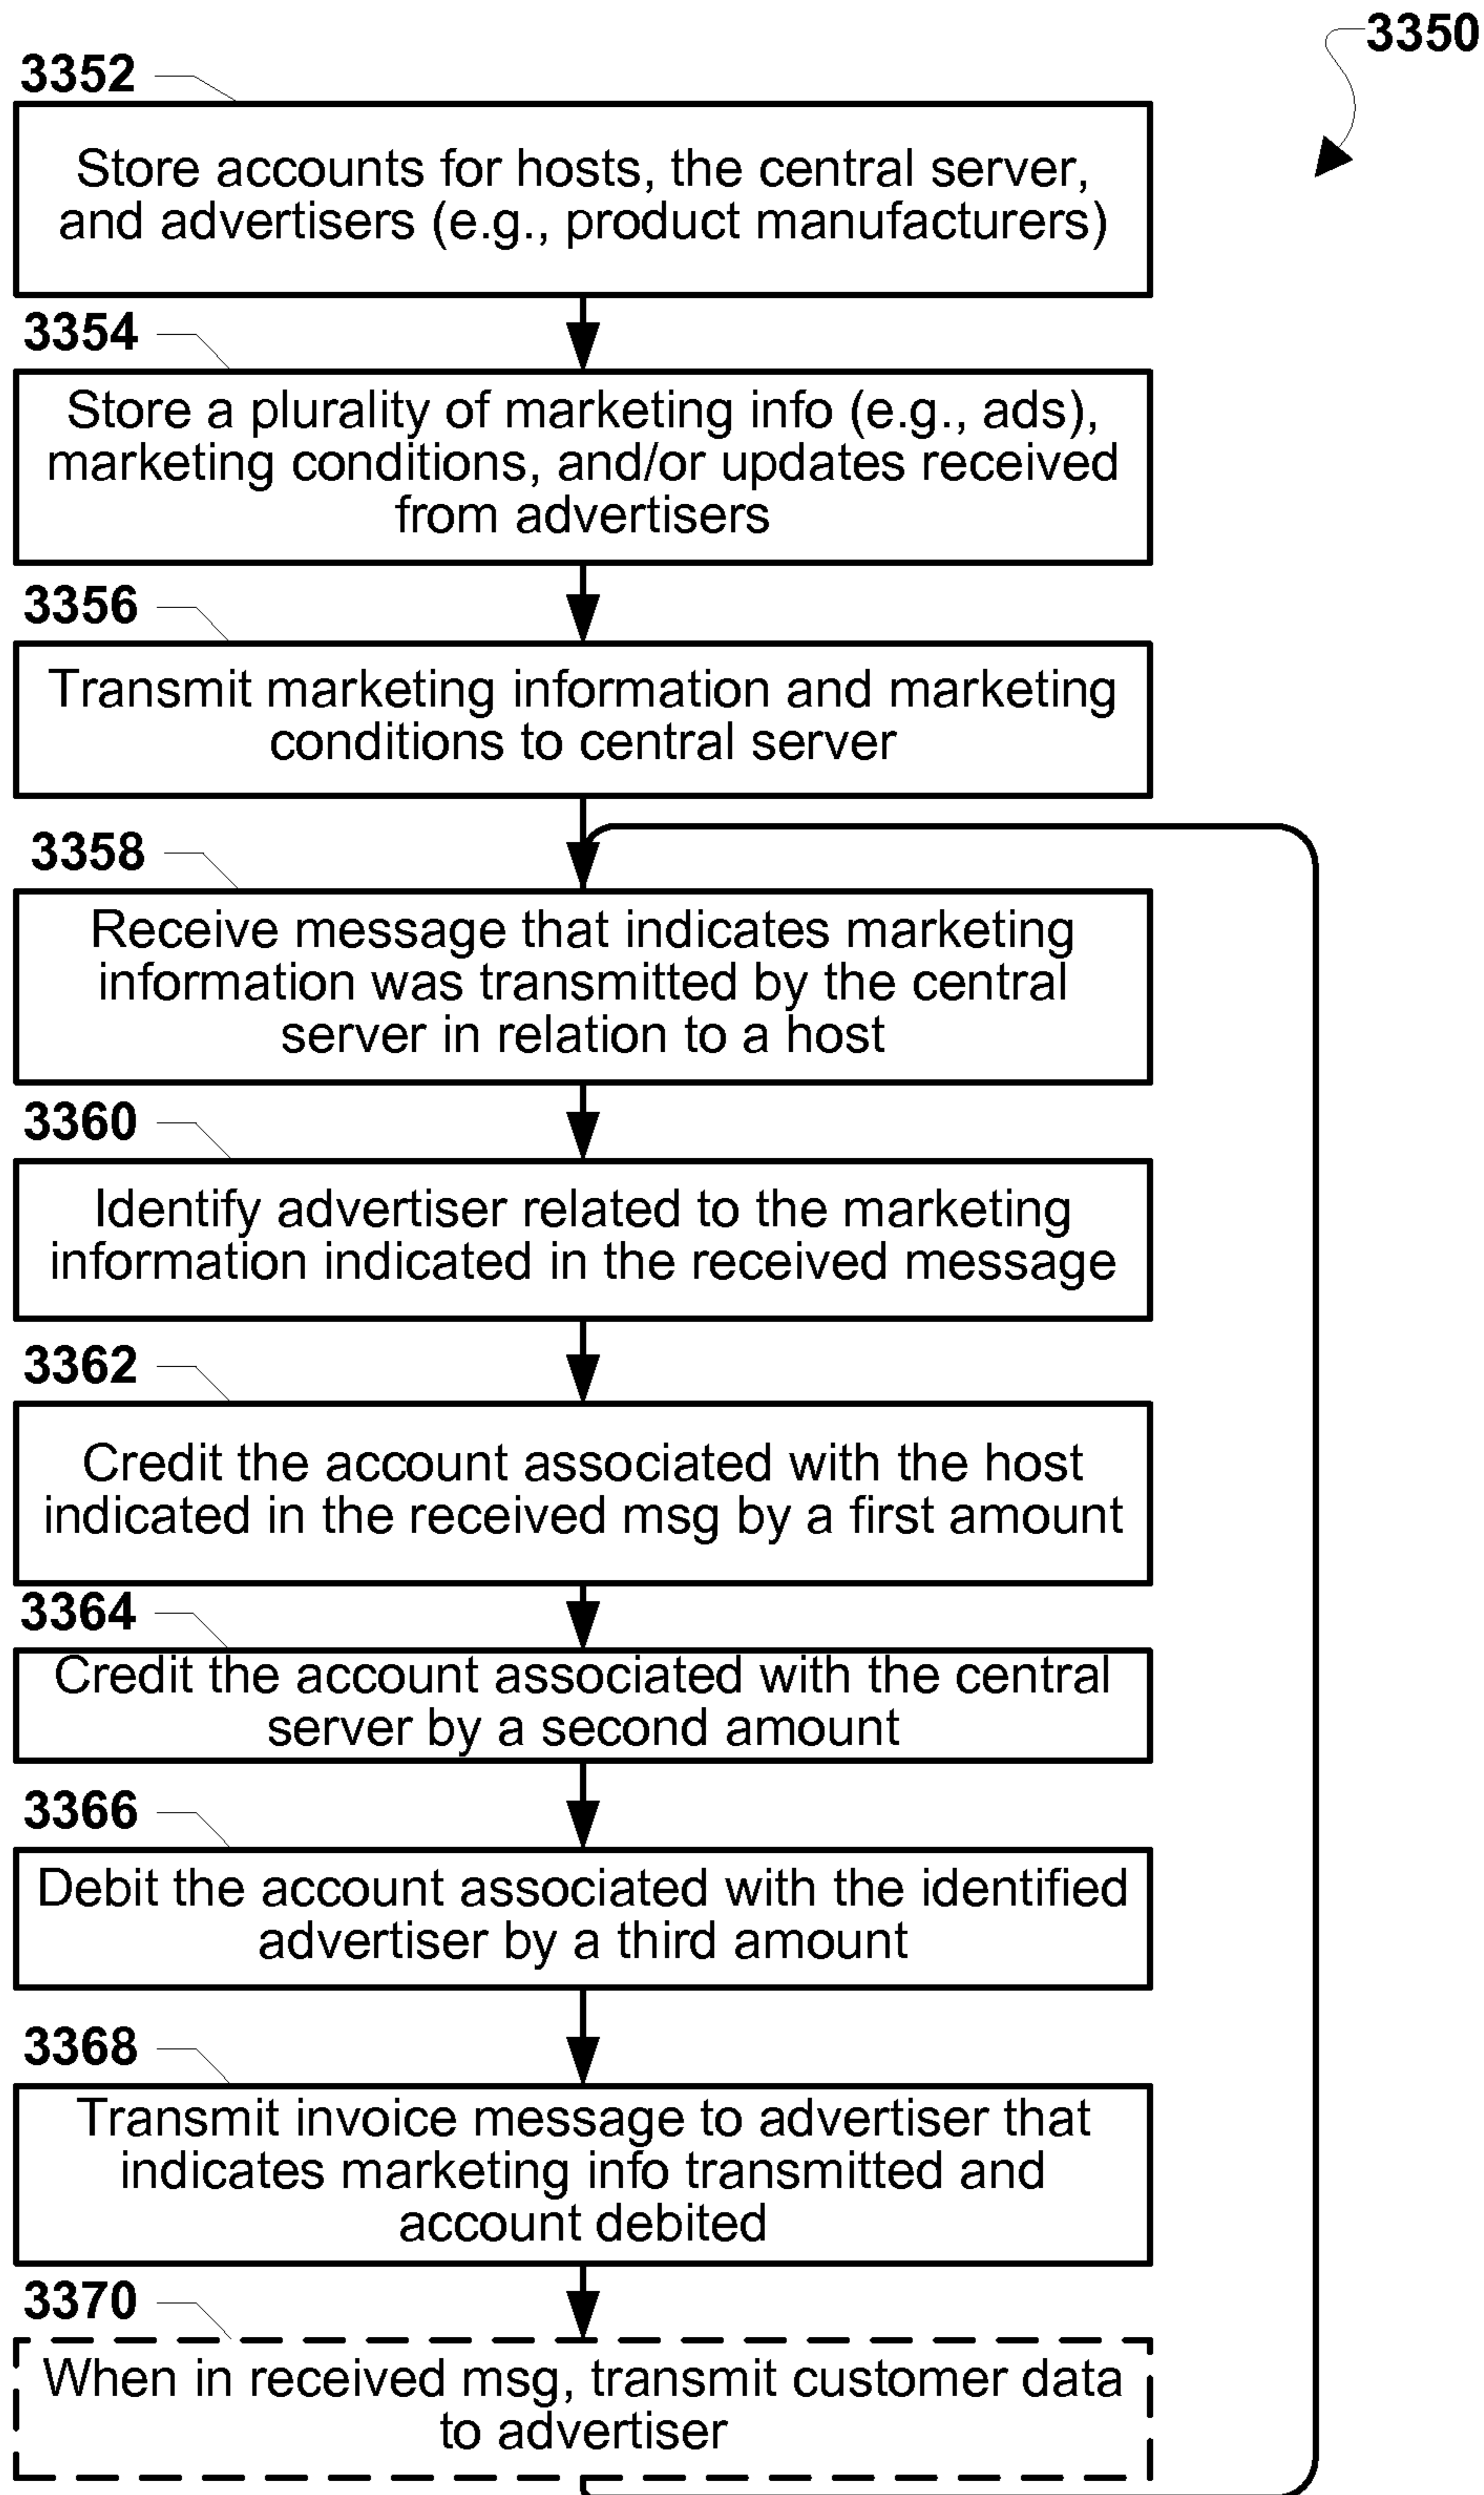 3350
3352
Store accounts for hosts, the central server,
and advertisers (e.g., product manufacturers)
3354
Store a plurality of marketing info (e.g., ads),
marketing conditions, and/or updates received
from advertisers
3356
Transmit marketing information and marketing
conditions to central server
3358
Receive message that indicates marketing
information was transmitted by the central
server in relation to a host
3360
Identify advertiser related to the marketing
information indicated in the received message
3362
Credit the account associated with the host
indicated in the received msg by a first amount
3364
Credit the account associated with the central
server by a second amount
3366
Debit the account associated with the identified
advertiser by a third amount
3368
Transmit invoice message to advertiser that
indicates marketing info transmitted and
account debited
3370
When in received msg, transmit customer data
to advertiser